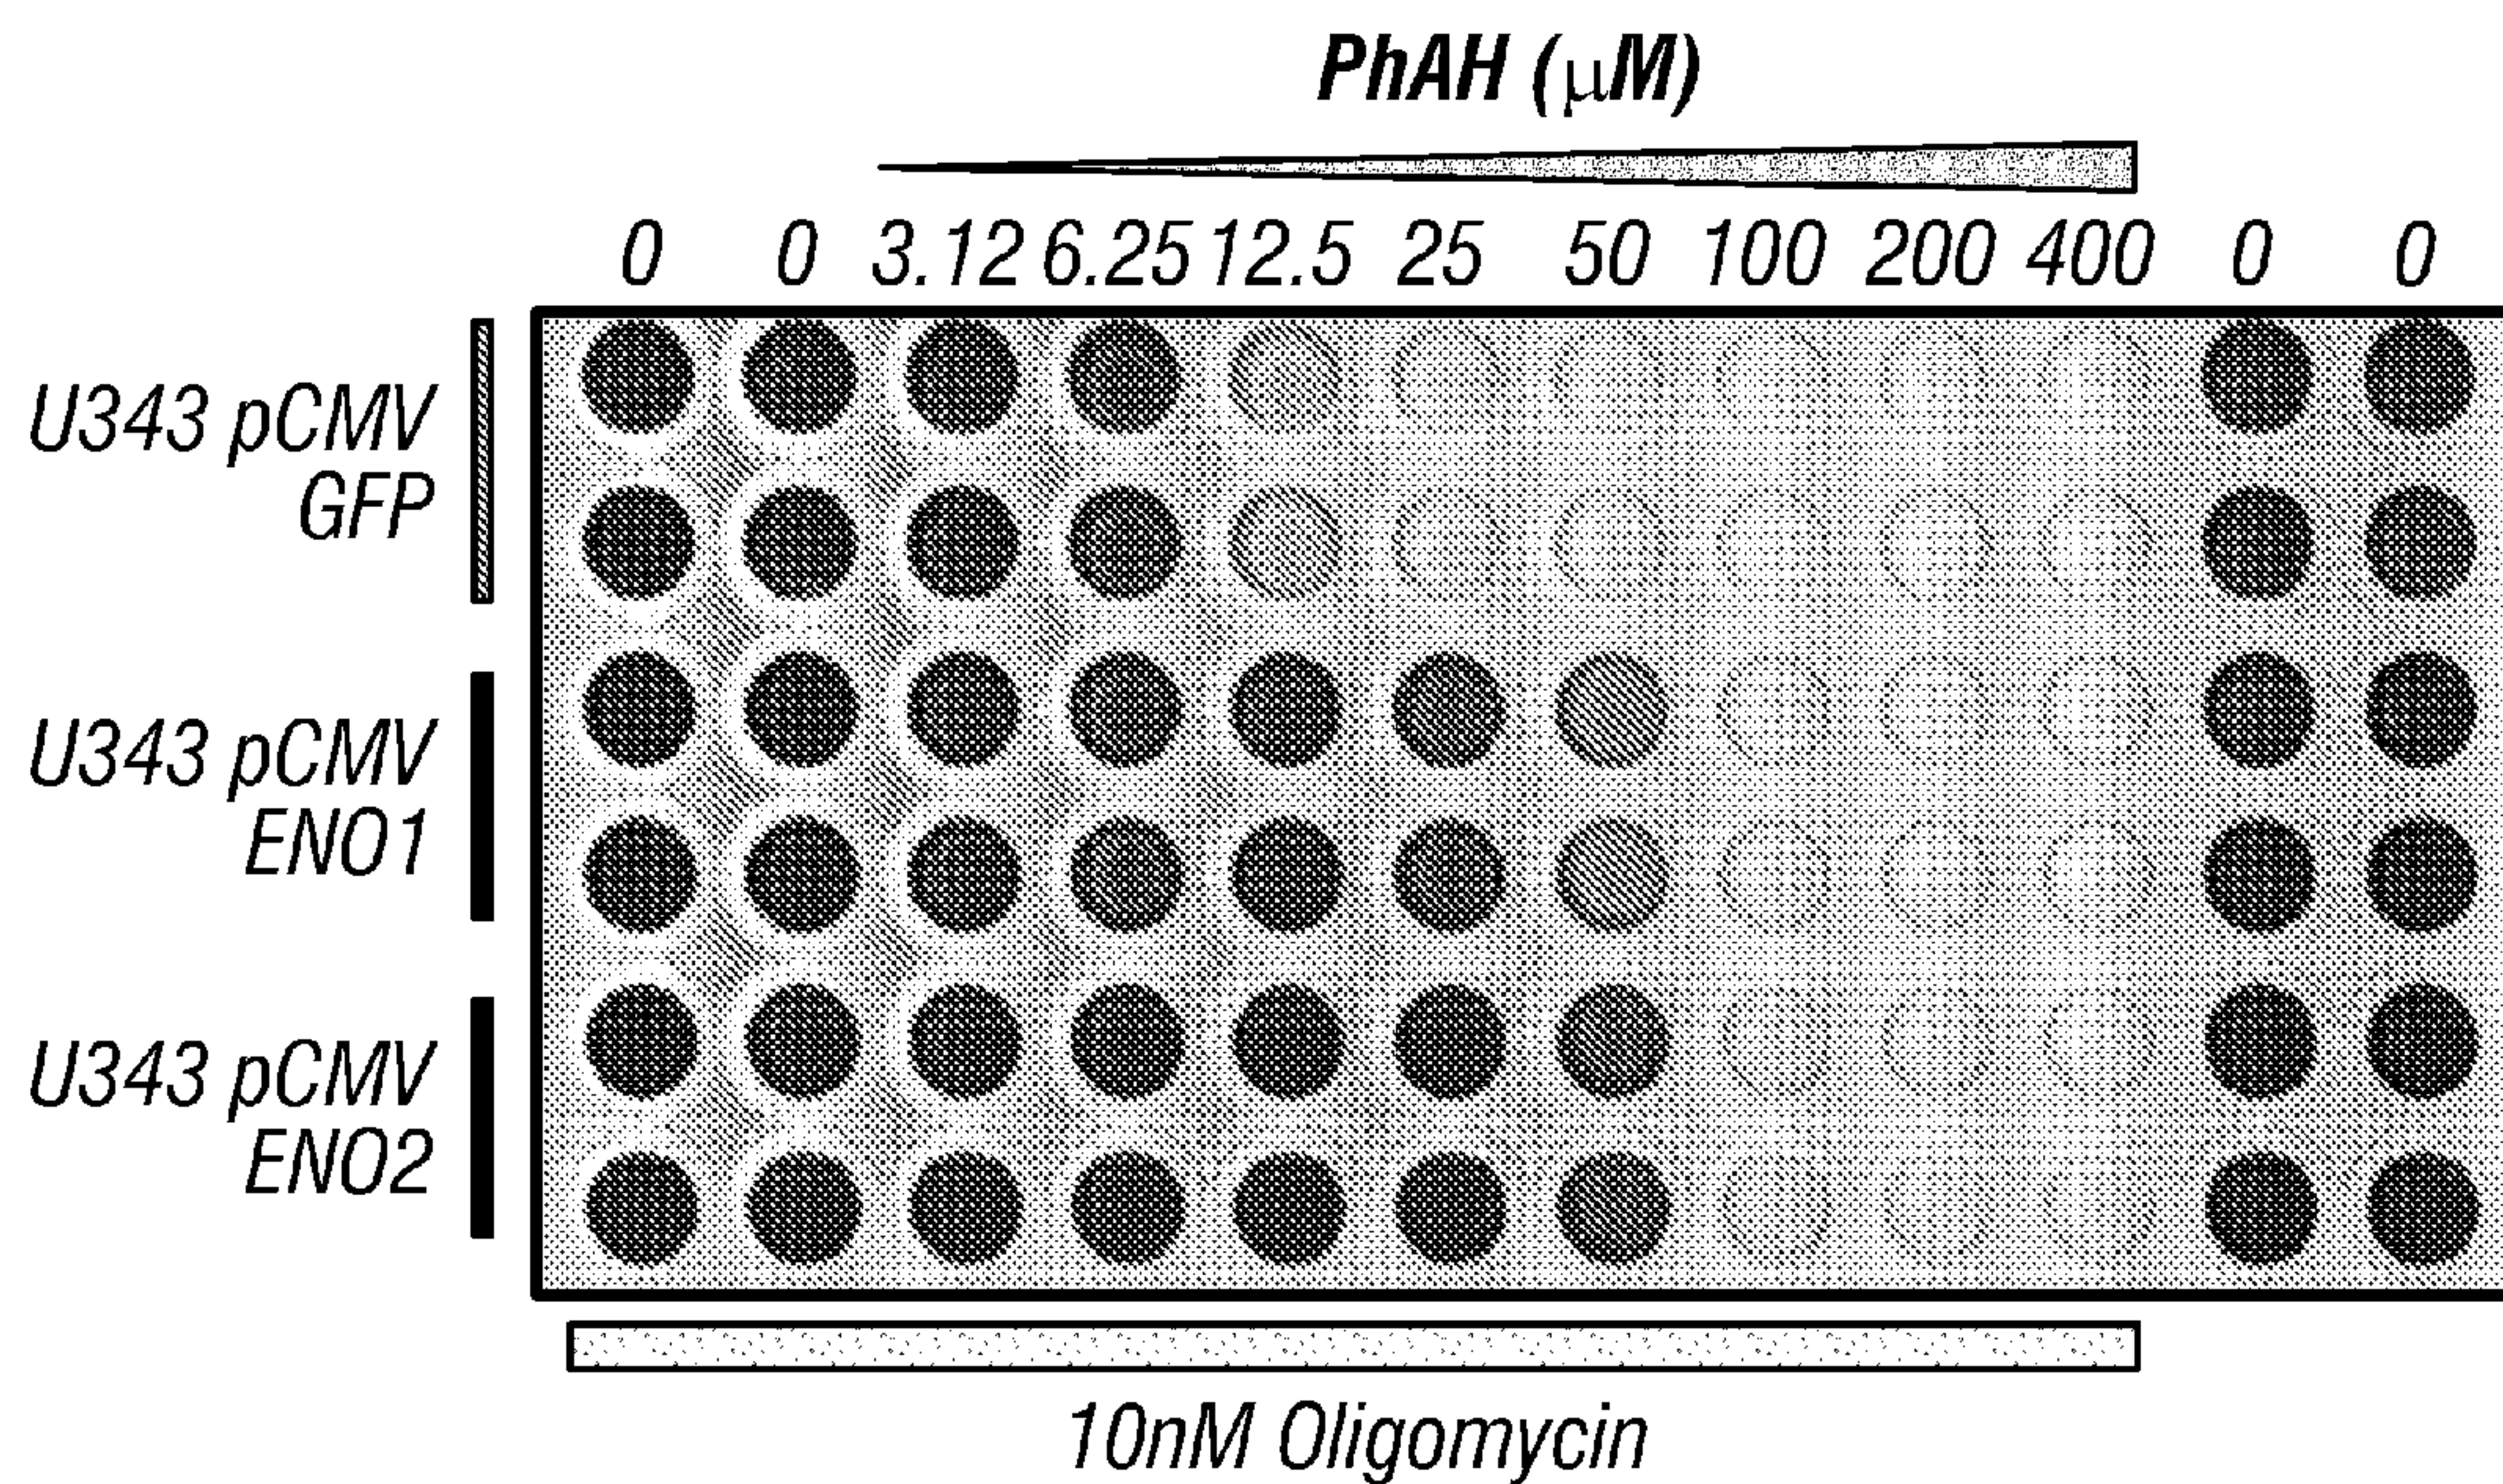 PhAH (μM)
0 0 3.12 6.25 12.5 25 50 100 200 400 0 0
U343 pCMV
GFP
U343 pCMV
ENO1
U343 pCMV
ENO2
10nM Oligomycin